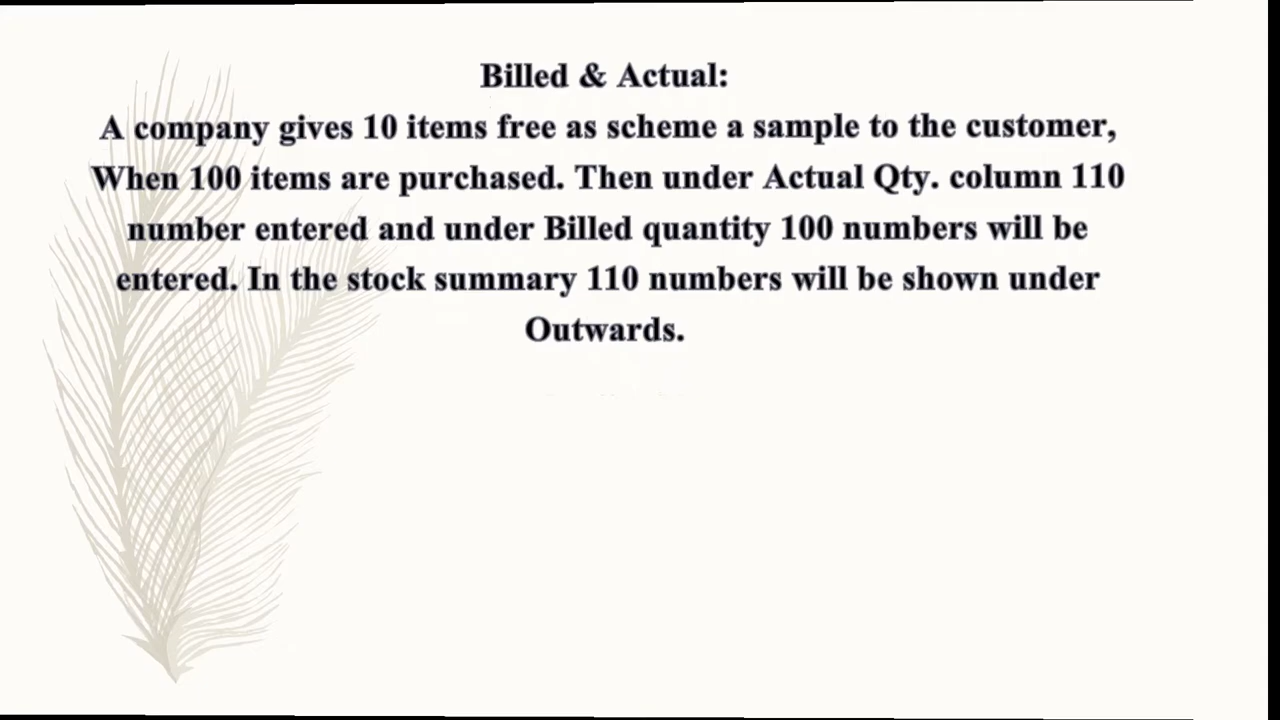 Billed & Actual:
A company gives 10 items free as scheme a sample to the customer,
When 100 items are purchased. Then under Actual Qty. column 110
number entered and under Billed quantity 100 numbers will be
entered. In the stock summary 110 numbers will be shown under
Outwards.